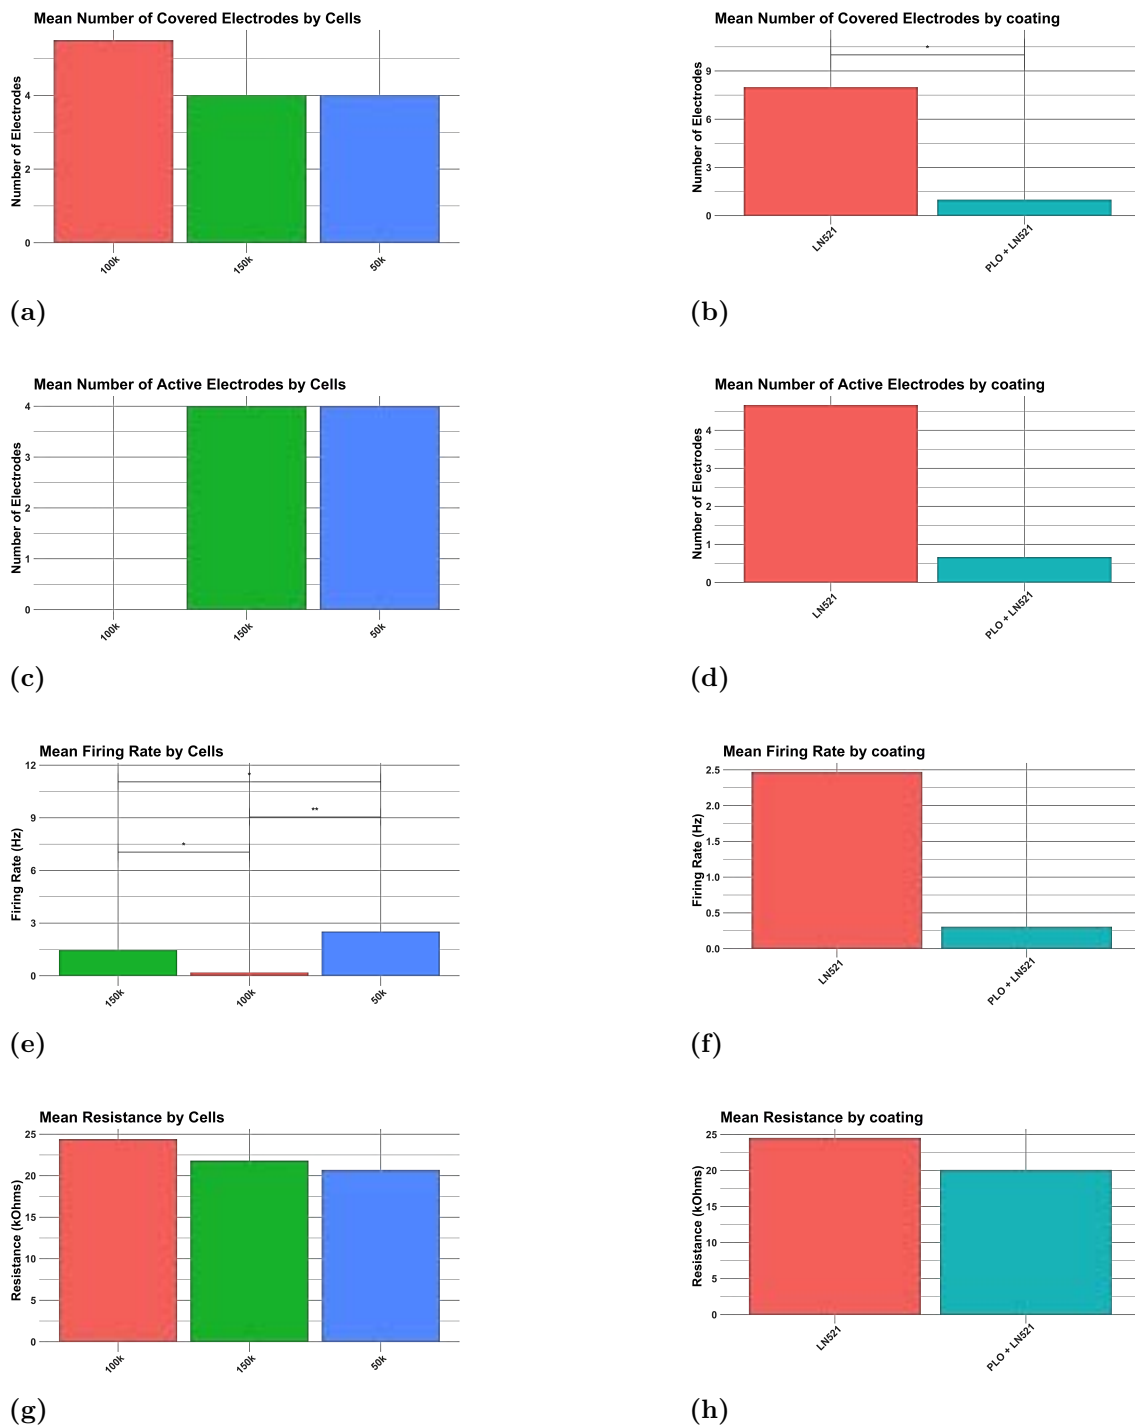 Mean Number of Covered Electrodes by Cells
Number of Electrodes
4
2
0
100k
150k
50k
(a)
Mean Number of Covered Electrodes by coating
Number of Electrodes
*
9
6
3
0
LN521
PLO + LN521
(b)
Mean Number of Active Electrodes by Cells
Number of Electrodes
4
3
2
1
0
100k
150k
50k
(c)
Mean Number of Active Electrodes by coating
Number of Electrodes
4
3
2
1
0
LN521
PLO + LN521
(d)
Mean Firing Rate by Cells
Firing Rate (Hz)
12
9
6
3
0
*
**
*
150k
100k
50k
(e)
Mean Firing Rate by coating
Firing Rate (Hz)
2.5
2.0
1.5
1.0
0.5
0.0
LN521
PLO + LN521
(f)
Mean Resistance by Cells
Resistance (kOhms)
25
20
15
10
5
0
100k
150k
50k
(g)
Mean Resistance by coating
Resistance (kOhms)
25
20
15
10
5
0
LN521
PLO + LN521
(h)